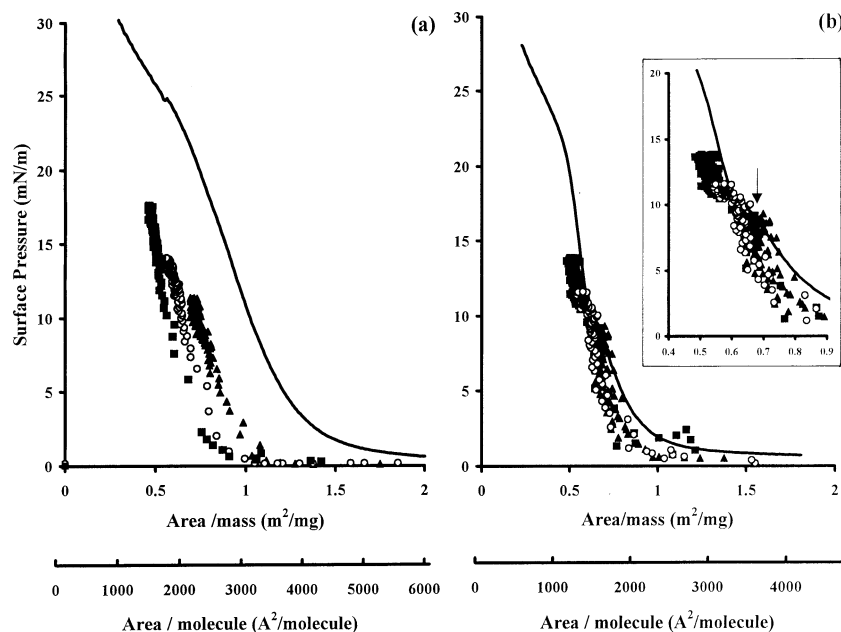 (a)
30
25
20
15
10
5
0
Surface Pressure (mN/m)
0 0.5 1 1.5 2
Area /mass (m²/mg)
0 1000 2000 3000 4000 5000 6000
Area / molecule (A²/molecule)
(b)
30
25
20
15
10
5
0
0 0.5 1 1.5 2
Area/mass (m²/mg)
0 1000 2000 3000 4000
Area / molecule (A²/molecule)
20
15
10
5
0
0.4 0.5 0.6 0.7 0.8 0.9